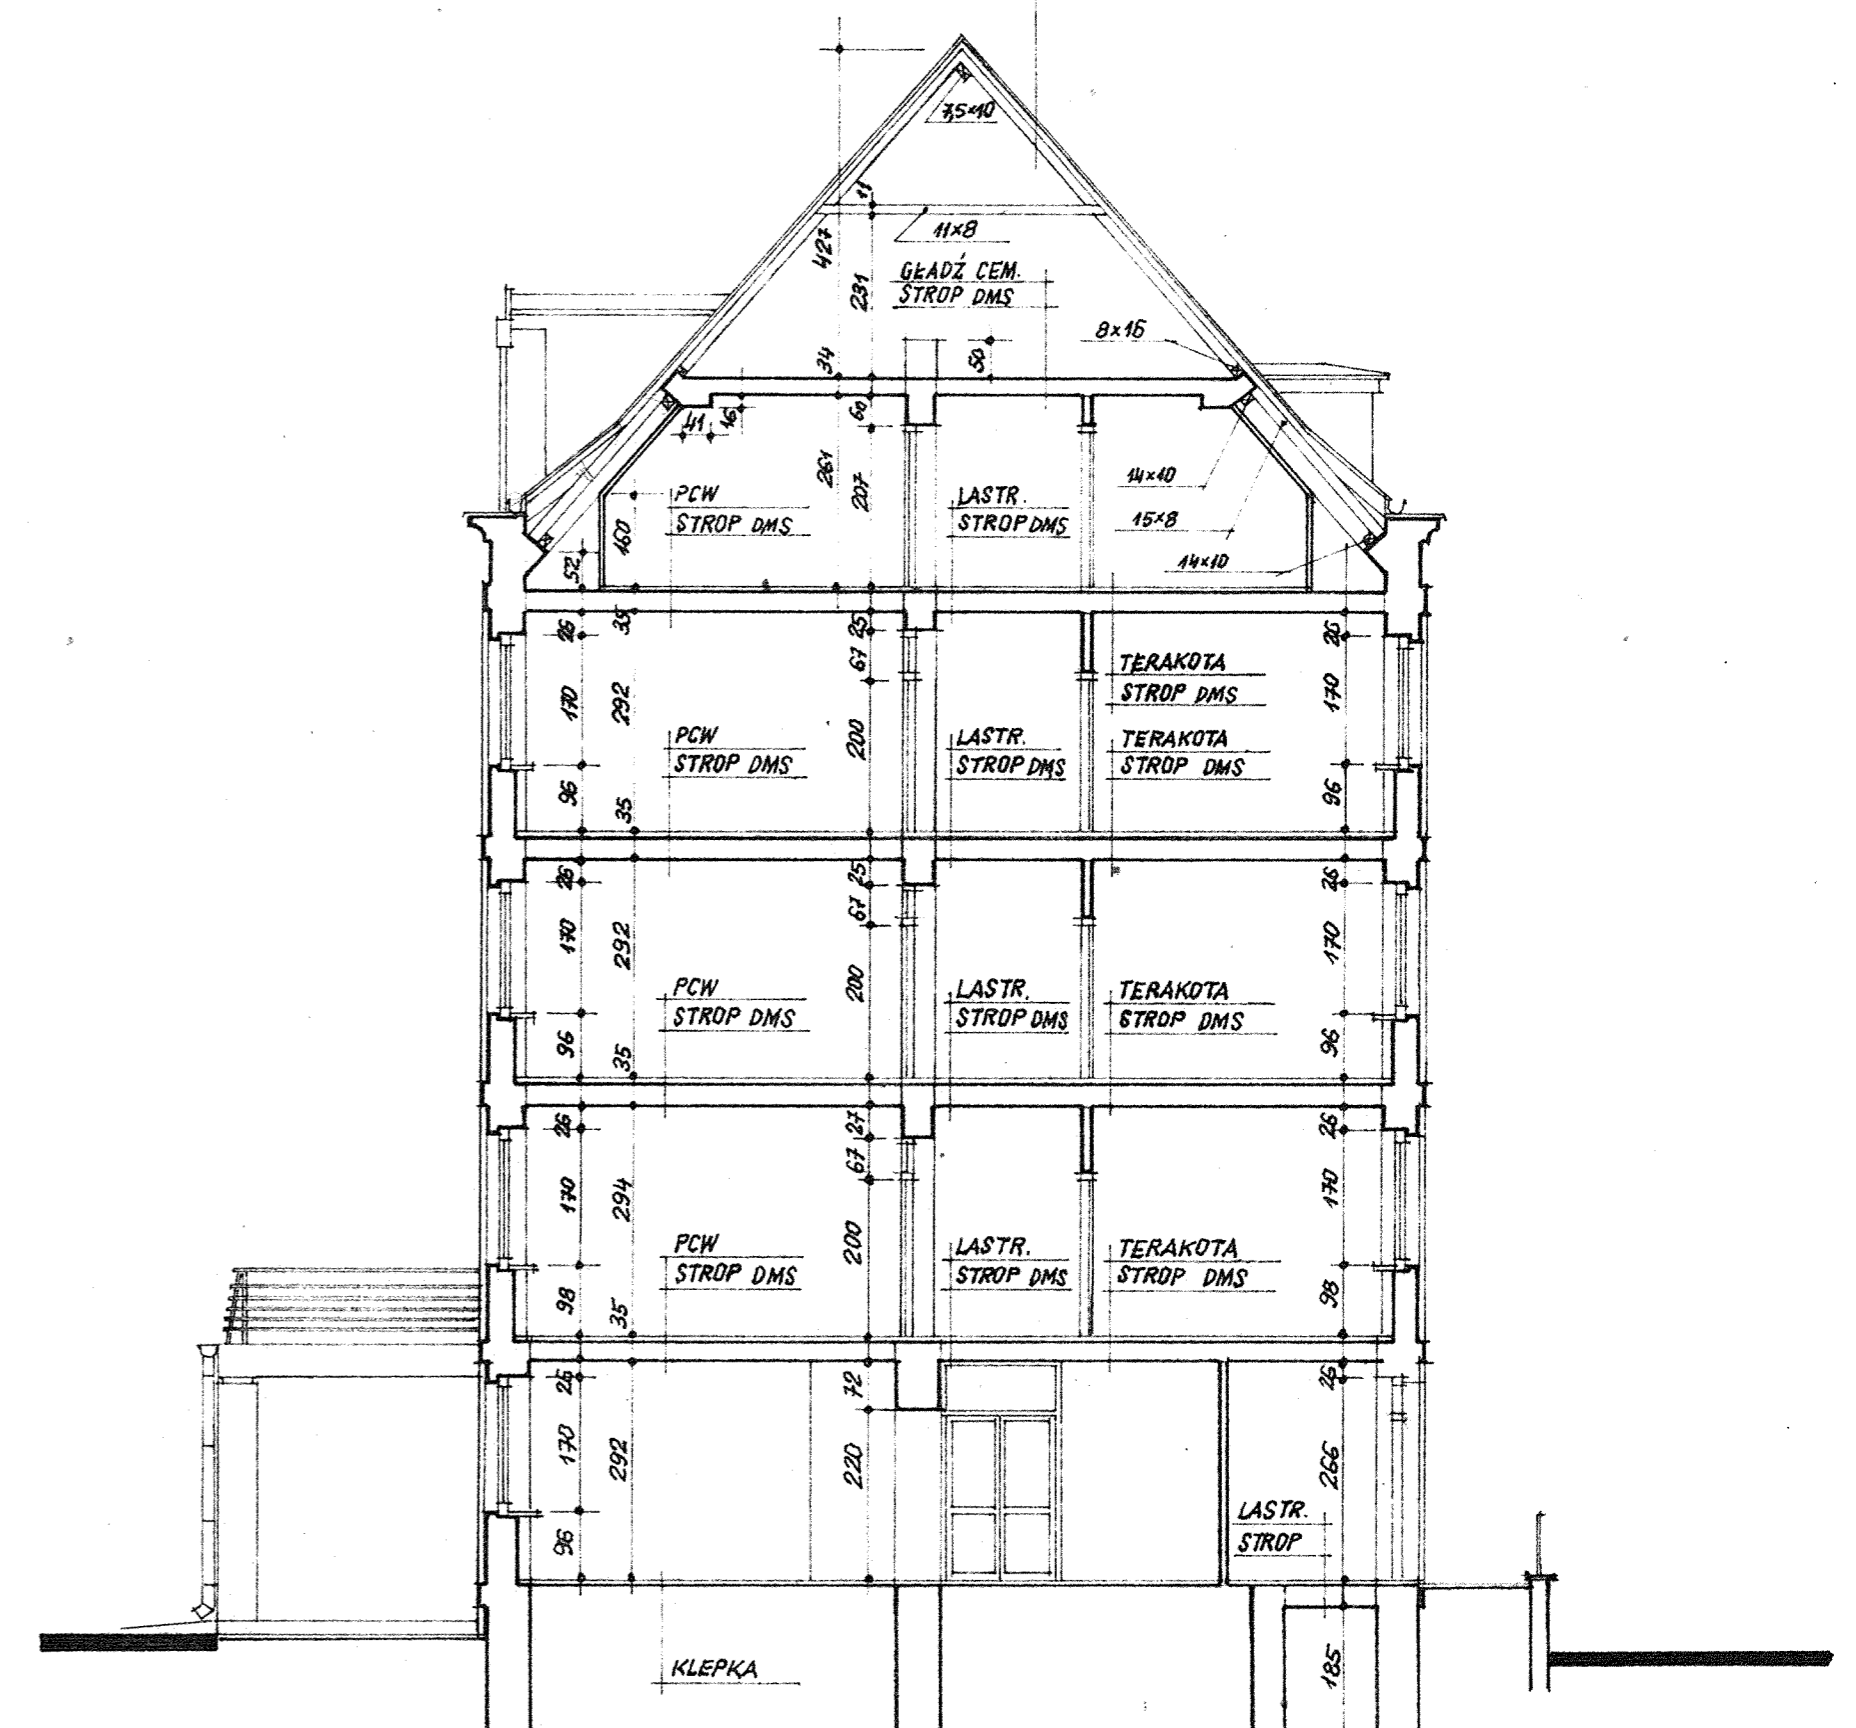 7,5×10
11
11×8
427
231
GŁADŹ CEM.
STROP DMS
8×16
34
50
60
41
16
261
207
14×10
15×8
14×10
PCW
STROP DMS
LASTR.
STROP DMS
160
52
26
35
25
26
67
170
292
200
170
TERAKOTA
STROP DMS
PCW
STROP DMS
LASTR.
STROP DMS
TERAKOTA
STROP DMS
96
35
96
26
25
26
67
170
292
200
170
PCW
STROP DMS
LASTR.
STROP DMS
TERAKOTA
STROP DMS
96
35
96
26
27
26
67
170
294
200
170
PCW
STROP DMS
LASTR.
STROP DMS
TERAKOTA
STROP DMS
98
35
98
26
72
26
170
292
220
266
LASTR.
STROP
96
KLEPKA
185